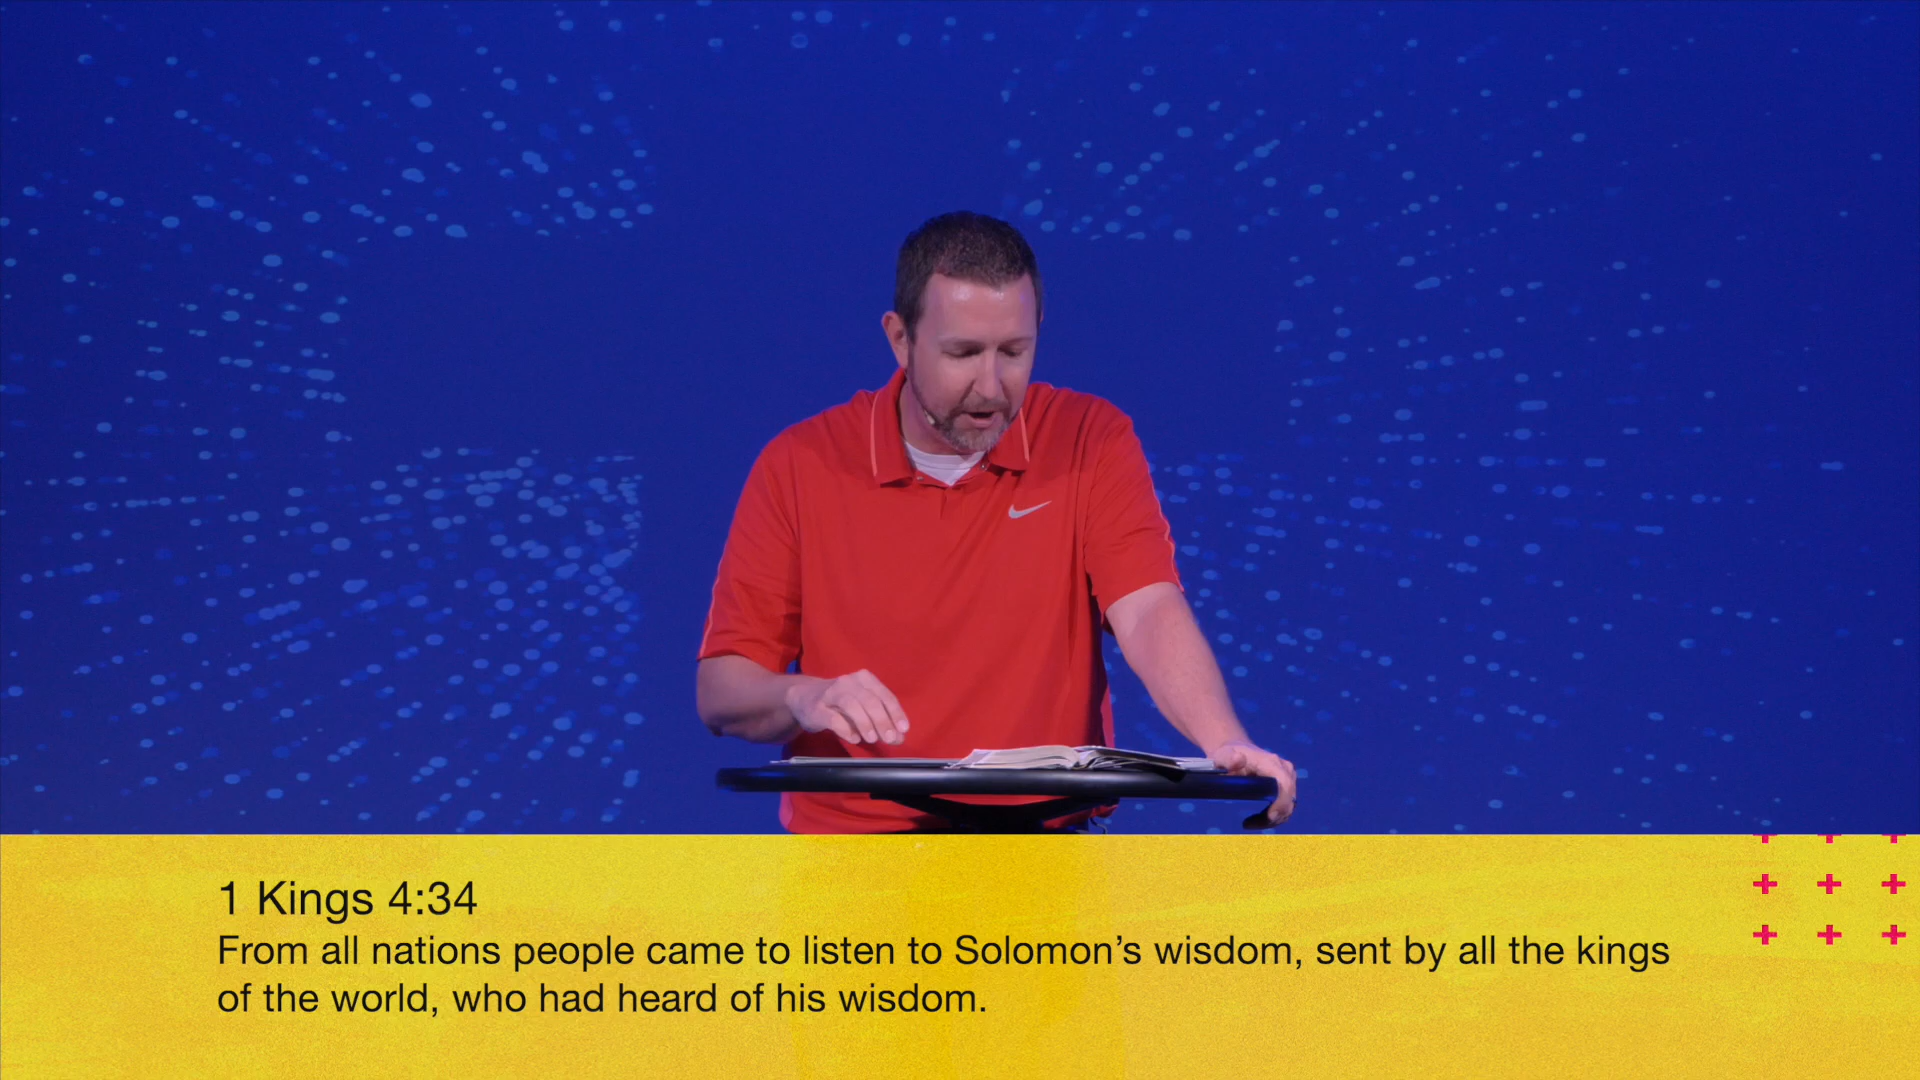 1 Kings 4:34
From all nations people came to listen to Solomon’s wisdom, sent by all the kings
of the world, who had heard of his wisdom.